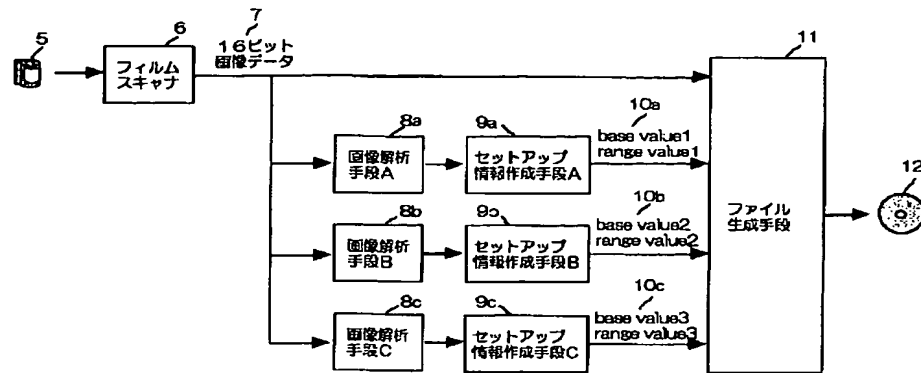 5
6
フィルム
スキャナ
7
16ビット
画像データ
11
ファイル
生成手段
12
8a
画像解析
手段A
9a
セットアップ
情報作成手段A
10a
base value1
range value1
8b
画像解析
手段B
9b
セットアップ
情報作成手段B
10b
base value2
range value2
8c
画像解析
手段C
9c
セットアップ
情報作成手段C
10c
base value3
range value3